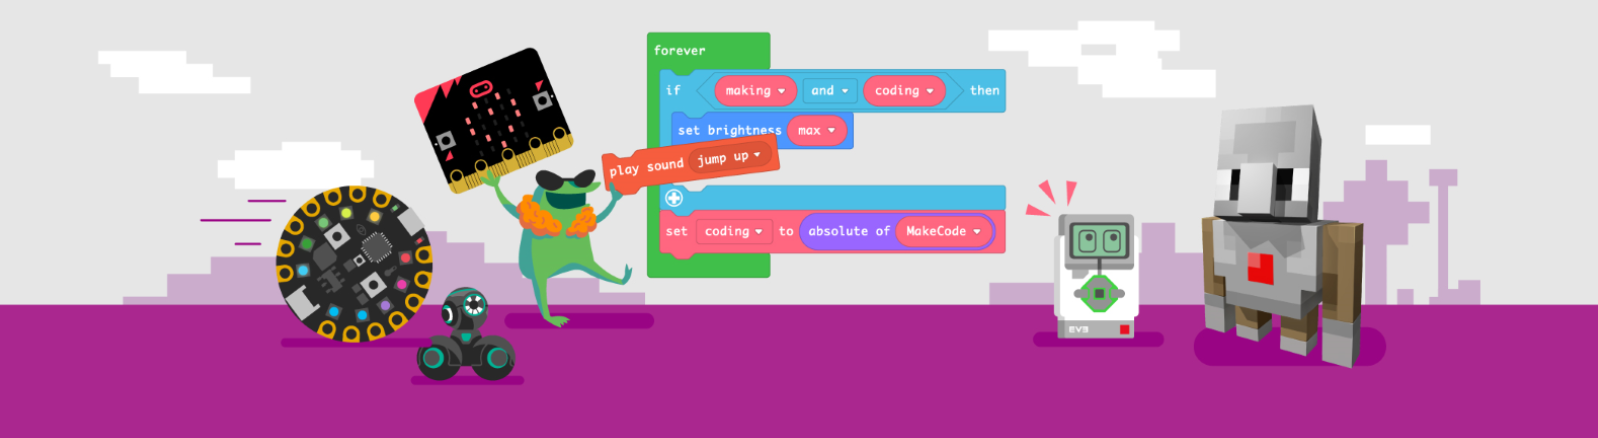 forever
if making and coding then
set brightness max
play sound jump up
set coding to absolute of MakeCode
EV3